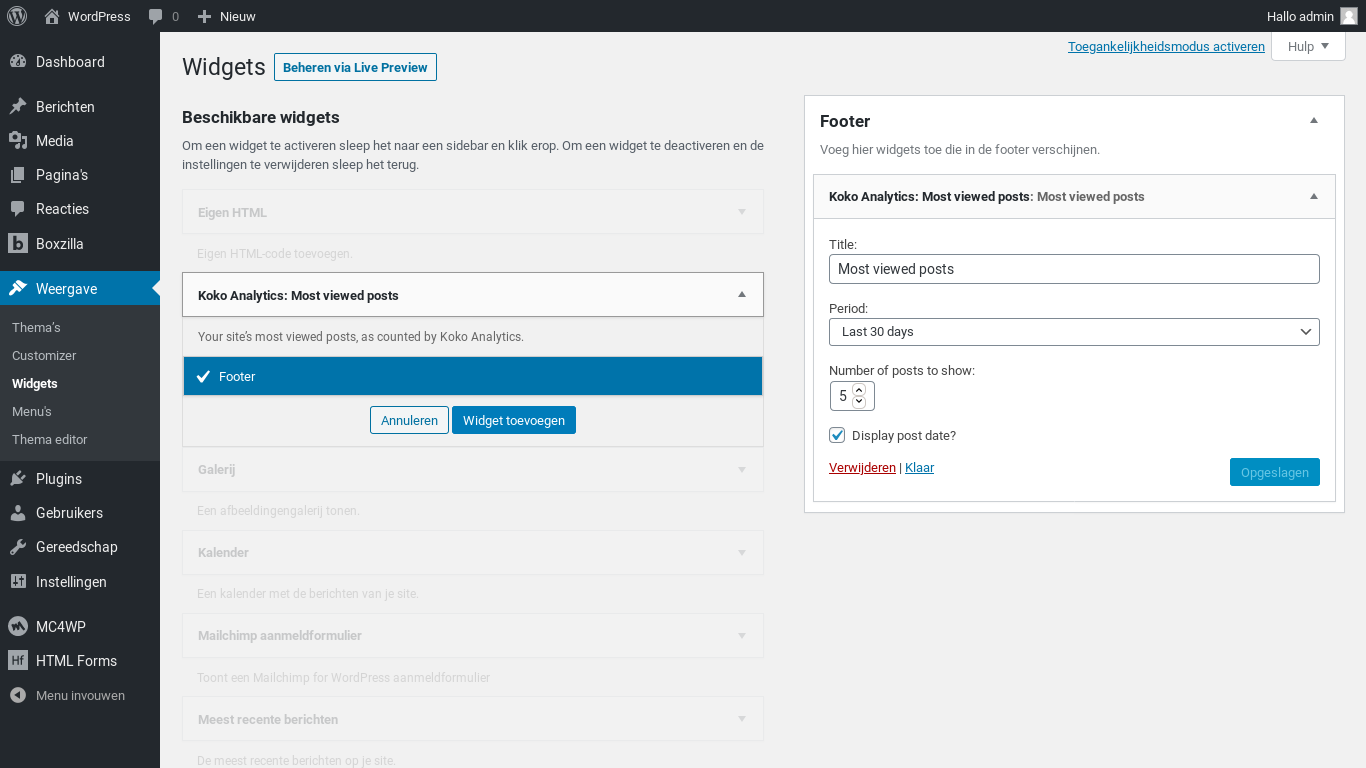 WordPress
0
Nieuw
Hallo admin
Dashboard
Berichten
Media
Pagina's
Reacties
Boxzilla
Weergave
Thema's
Customizer
Widgets
Menu's
Thema editor
Plugins
Gebruikers
Gereedschap
Instellingen
MC4WP
HTML Forms
Menu invouwen
Toegankelijkheidsmodus activeren
Hulp
Widgets
Beheren via Live Preview
Beschikbare widgets
Om een widget te activeren sleep het naar een sidebar en klik erop. Om een widget te deactiveren en de
instellingen te verwijderen sleep het terug.
Eigen HTML
Eigen HTML-code toevoegen.
Koko Analytics: Most viewed posts
Your site's most viewed posts, as counted by Koko Analytics.
Footer
Annuleren
Widget toevoegen
Galerij
Een afbeeldingengalerij tonen.
Kalender
Een kalender met de berichten van je site.
Mailchimp aanmeldformulier
Toont een Mailchimp for WordPress aanmeldformulier
Meest recente berichten
De meest recente berichten op je site.
Footer
Voeg hier widgets toe die in de footer verschijnen.
Koko Analytics: Most viewed posts: Most viewed posts
Title:
Most viewed posts
Period:
Last 30 days
Number of posts to show:
5
Display post date?
Verwijderen | Klaar
Opgeslagen